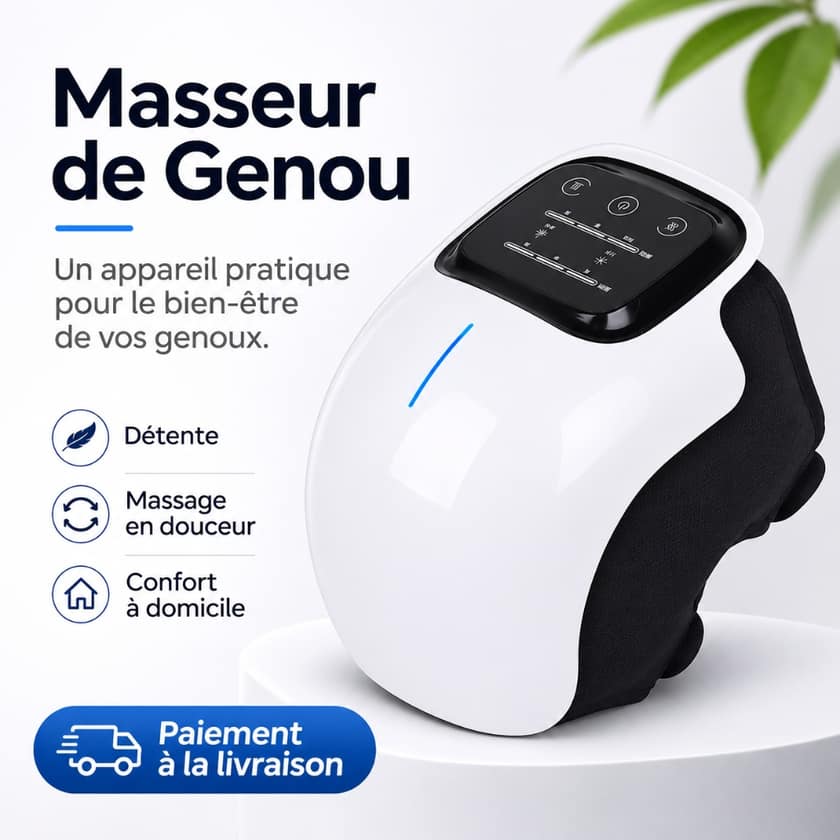 Masseur
de Genou
Un appareil pratique
pour le bien-être
de vos genoux.
Détente
Massage
en douceur
Confort
à domicile
Paiement
à la livraison